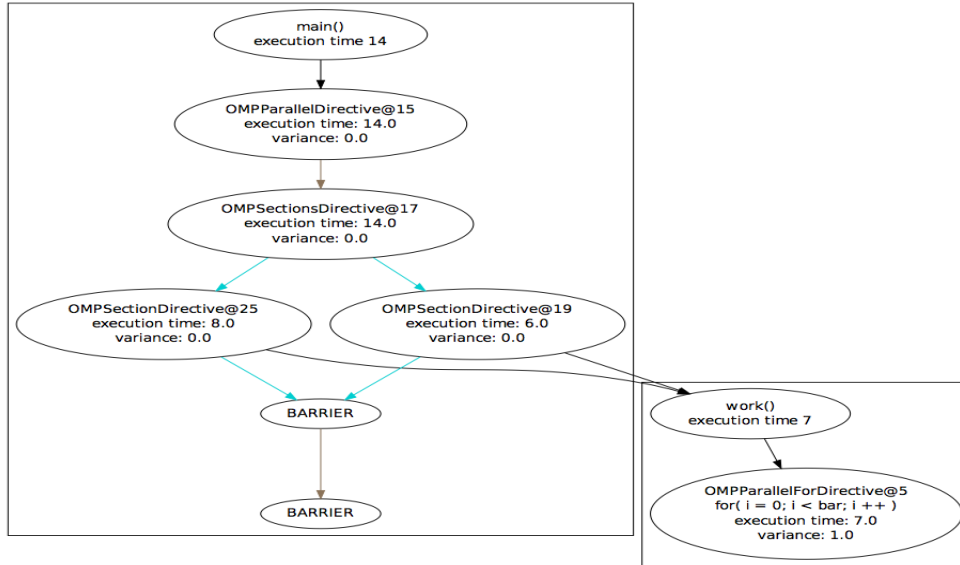 main()
execution time 14
OMPParallelDirective@15
execution time: 14.0
variance: 0.0
OMPSectionsDirective@17
execution time: 14.0
variance: 0.0
OMPSectionDirective@25
execution time: 8.0
variance: 0.0
OMPSectionDirective@19
execution time: 6.0
variance: 0.0
BARRIER
BARRIER
work()
execution time 7
OMPParallelForDirective@5
for( i = 0; i < bar; i ++ )
execution time: 7.0
variance: 1.0